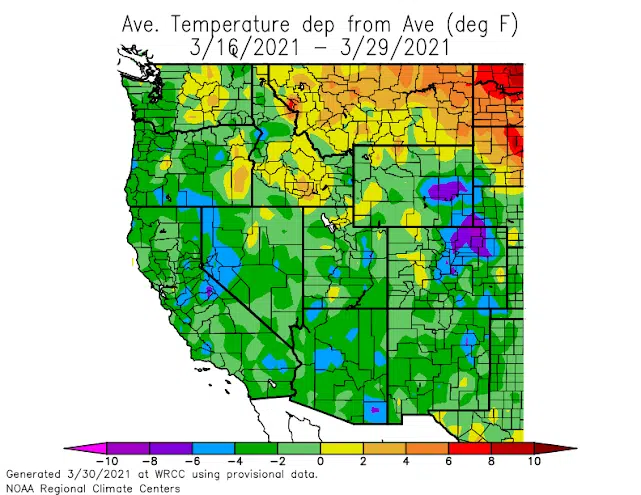 Ave. Temperature dep from Ave (deg F)
3/16/2021 – 3/29/2021
-10 -8 -6 -4 -2 0 2 4 6 8 10
Generated 3/30/2021 at WRCC using provisional data.
NOAA Regional Climate Centers